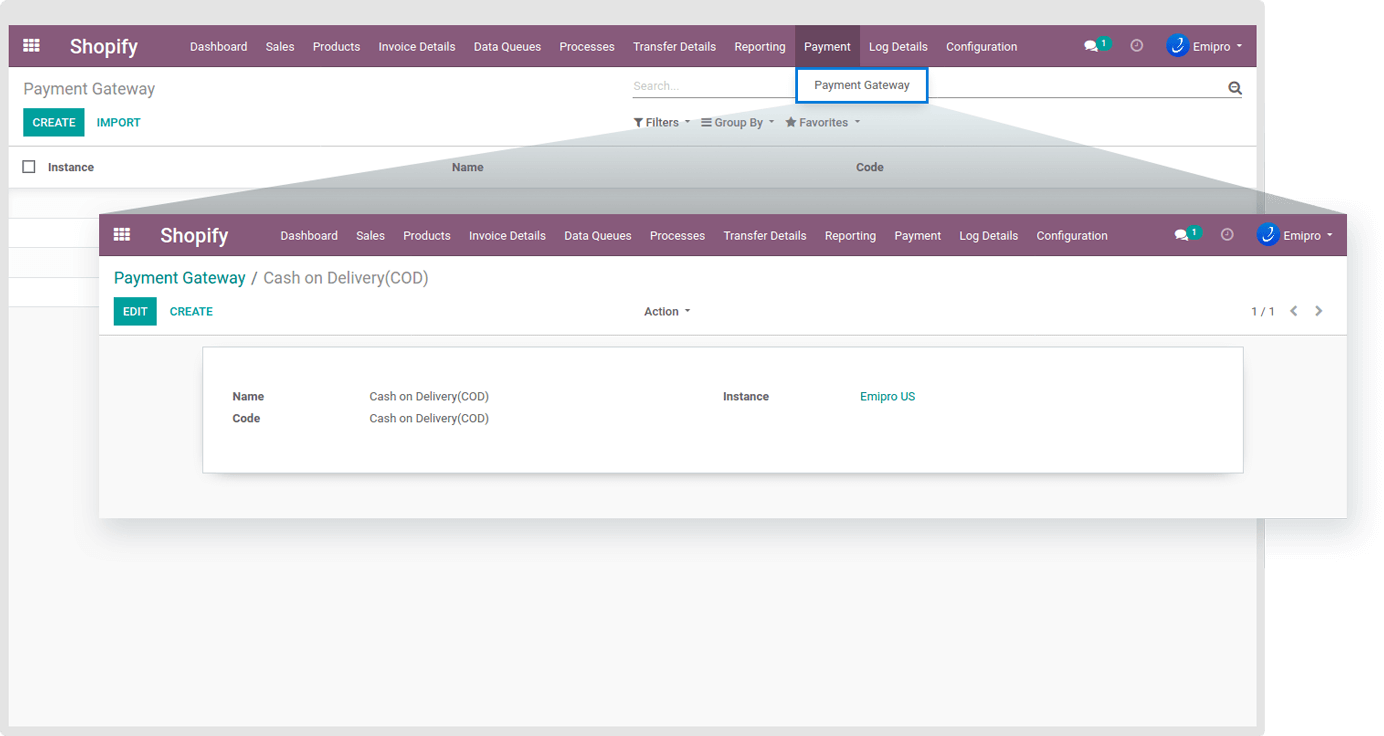 Shopify Dashboard Sales Products Invoice Details Data Queues Processes Transfer Details Reporting Payment Log Details Configuration 1 Emipro
Payment Gateway Search... Payment Gateway
CREATE IMPORT Filters Group By Favorites
Instance Name Code
Shopify Dashboard Sales Products Invoice Details Data Queues Processes Transfer Details Reporting Payment Log Details Configuration 1 Emipro
Payment Gateway / Cash on Delivery(COD)
EDIT CREATE Action 1 / 1
Name Cash on Delivery(COD) Instance Emipro US
Code Cash on Delivery(COD)